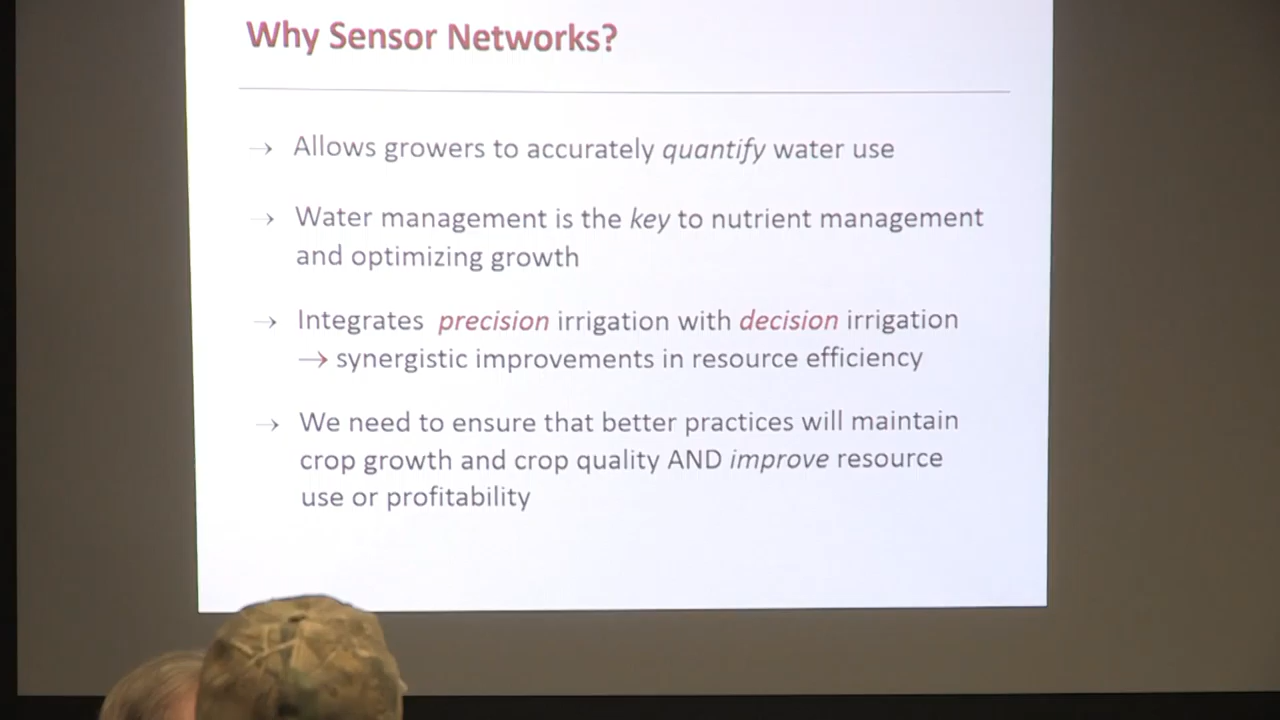 Why Sensor Networks?
→ Allows growers to accurately quantify water use
→ Water management is the key to nutrient management
and optimizing growth
→ Integrates precision irrigation with decision irrigation
→ synergistic improvements in resource efficiency
→ We need to ensure that better practices will maintain
crop growth and crop quality AND improve resource
use or profitability